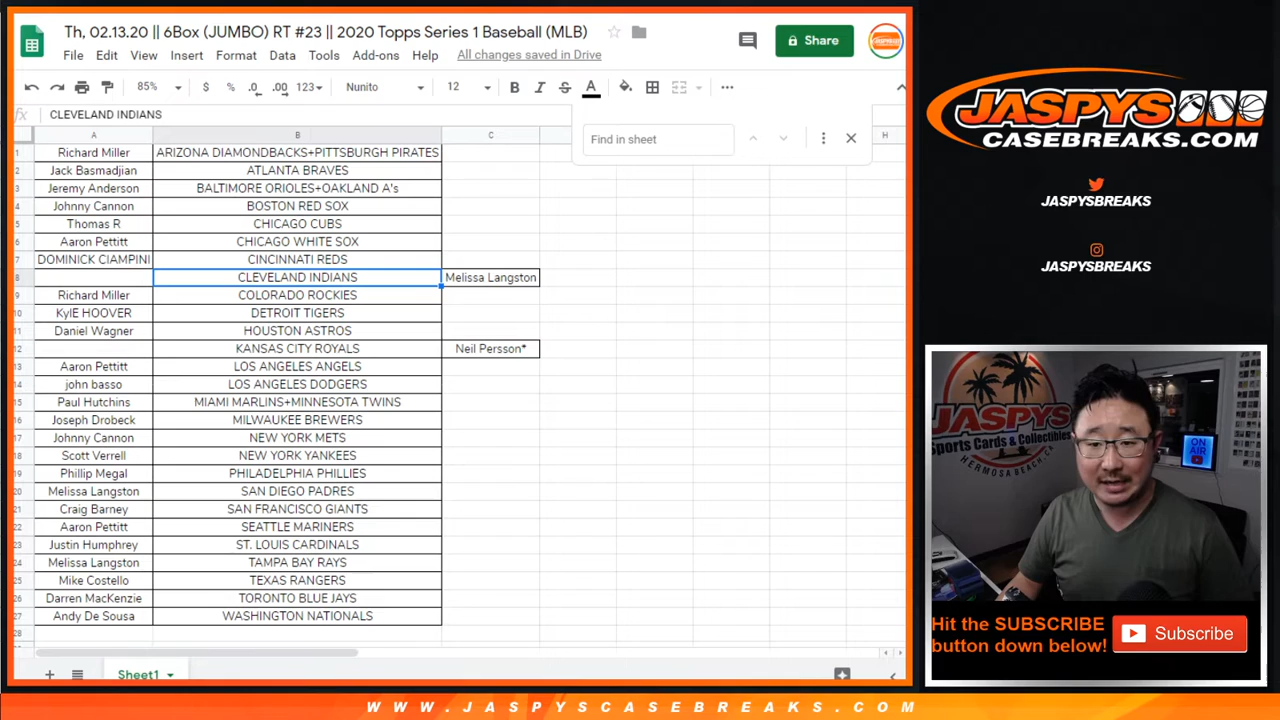 Th, 02.13.20 || 6Box (JUMBO) RT #23 || 2020 Topps Series 1 Baseball (MLB)
File Edit View Insert Format Data Tools Add-ons Help All changes saved in Drive
Share
85% $ % .0 .00 123 Nunito 12 B I S A
fx CLEVELAND INDIANS
Find in sheet
A B C H
1 Richard Miller ARIZONA DIAMONDBACKS+PITTSBURGH PIRATES
2 Jack Basmadjian ATLANTA BRAVES
3 Jeremy Anderson BALTIMORE ORIOLES+OAKLAND A's
4 Johnny Cannon BOSTON RED SOX
5 Thomas R CHICAGO CUBS
6 Aaron Pettitt CHICAGO WHITE SOX
7 DOMINICK CIAMPINI CINCINNATI REDS
8 CLEVELAND INDIANS Melissa Langston
9 Richard Miller COLORADO ROCKIES
10 KylE HOOVER DETROIT TIGERS
11 Daniel Wagner HOUSTON ASTROS
12 KANSAS CITY ROYALS Neil Persson*
13 Aaron Pettitt LOS ANGELES ANGELS
14 john basso LOS ANGELES DODGERS
15 Paul Hutchins MIAMI MARLINS+MINNESOTA TWINS
16 Joseph Drobeck MILWAUKEE BREWERS
17 Johnny Cannon NEW YORK METS
18 Scott Verrell NEW YORK YANKEES
19 Phillip Megal PHILADELPHIA PHILLIES
20 Melissa Langston SAN DIEGO PADRES
21 Craig Barney SAN FRANCISCO GIANTS
22 Aaron Pettitt SEATTLE MARINERS
23 Justin Humphrey ST. LOUIS CARDINALS
24 Melissa Langston TAMPA BAY RAYS
25 Mike Costello TEXAS RANGERS
26 Darren MacKenzie TORONTO BLUE JAYS
27 Andy De Sousa WASHINGTON NATIONALS
28
Sheet1
JASPYS
CASEBREAKS.COM
JASPYSBREAKS
JASPYSBREAKS
JASPYS
Sports Cards & Collectibles
HERMOSA BEACH, CA
ON AIR
Hit the SUBSCRIBE
button down below!
Subscribe
WWW.JASPYSCASEBREAKS.COM